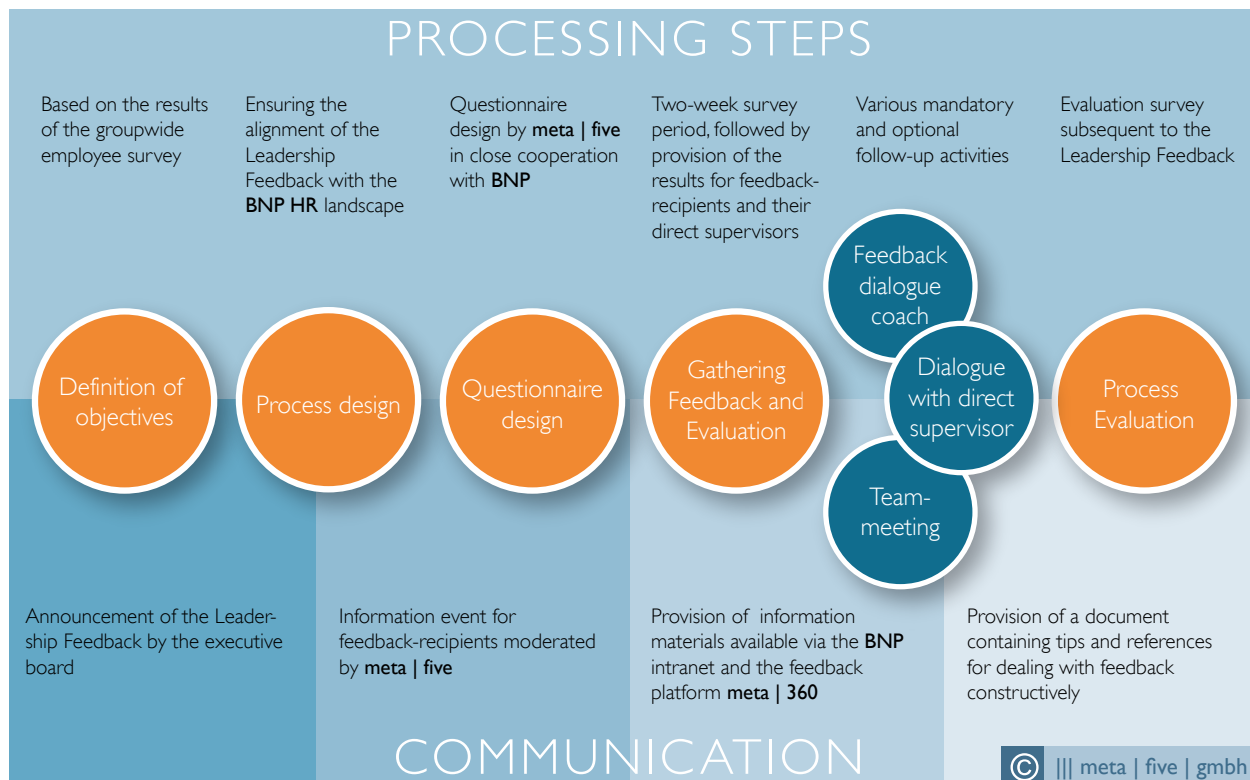 PROCESSING STEPS
Based on the results
of the groupwide
employee survey
Ensuring the
alignment of the
Leadership
Feedback with the
BNP HR landscape
Questionnaire
design by meta | five
in close cooperation
with BNP
Two-week survey
period, followed by
provision of the
results for feedback-
recipients and their
direct supervisors
Various mandatory
and optional
follow-up activities
Evaluation survey
subsequent to the
Leadership Feedback
Definition of
objectives
Process design
Questionnaire
design
Gathering
Feedback and
Evaluation
Feedback
dialogue
coach
Dialogue
with direct
supervisor
Team-
meeting
Process
Evaluation
Announcement of the Leader-
ship Feedback by the executive
board
Information event for
feedback-recipients moderated
by meta | five
Provision of  information
materials available via the BNP
intranet and the feedback
platform meta | 360
Provision of a document
containing tips and references
for dealing with feedback
constructively
COMMUNICATION
© ||| meta | five | gmbh